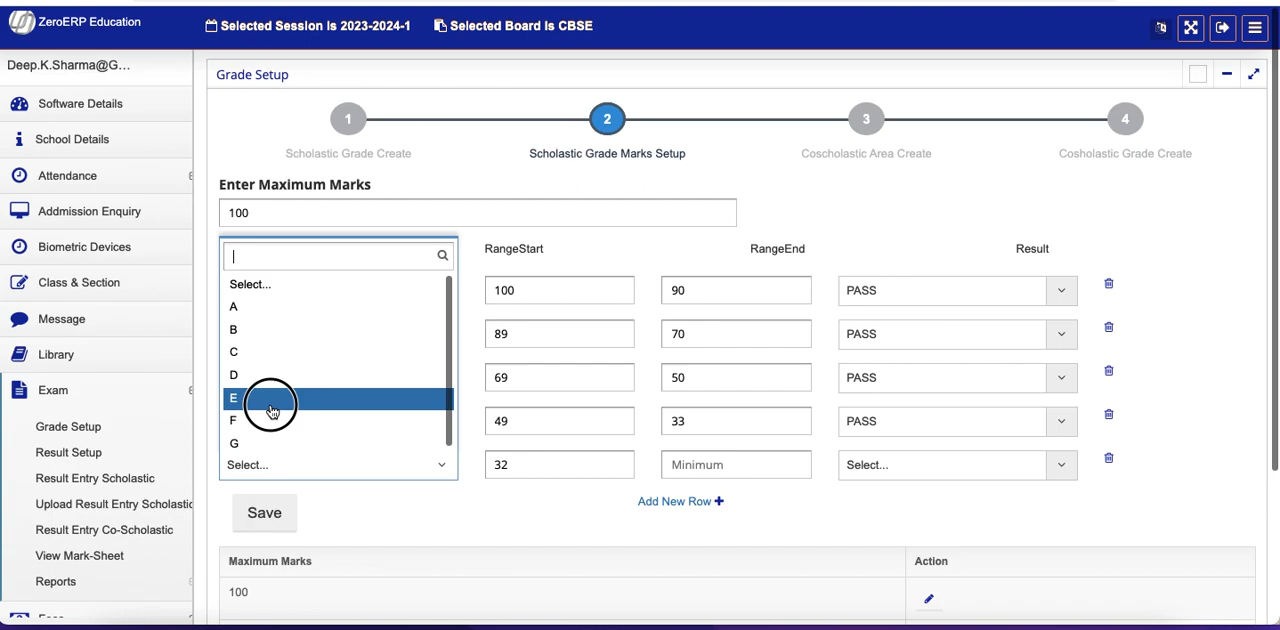 ZeroERP Education
Selected Session is 2023-2024-1
Selected Board Is CBSE
Deep.K.Sharma@G...
Software Details
School Details
Attendance
Addmission Enquiry
Biometric Devices
Class & Section
Message
Library
Exam
Grade Setup
Result Setup
Result Entry Scholastic
Upload Result Entry Scholastic
Result Entry Co-Scholastic
View Mark-Sheet
Reports
Grade Setup
1
2
3
4
Scholastic Grade Create
Scholastic Grade Marks Setup
Coscholastic Area Create
Cosholastic Grade Create
Enter Maximum Marks
100
RangeStart
RangeEnd
Result
Select...
A
B
C
D
E
F
G
Select...
100 90 PASS
89 70 PASS
69 50 PASS
49 33 PASS
32 Minimum Select...
Add New Row +
Save
Maximum Marks
Action
100